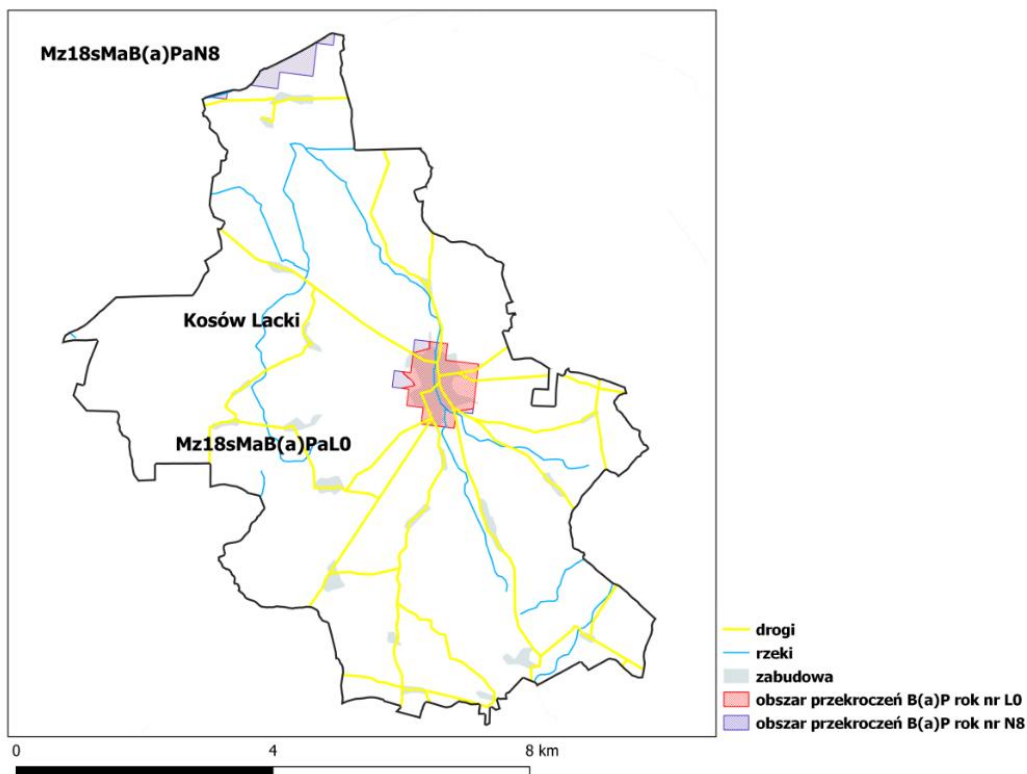 Mz18sMaB(a)PaN8
Kosów Lacki
Mz18sMaB(a)PaL0
drogi
rzeki
zabudowa
obszar przekroczeń B(a)P rok nr L0
obszar przekroczeń B(a)P rok nr N8
0 4 8 km